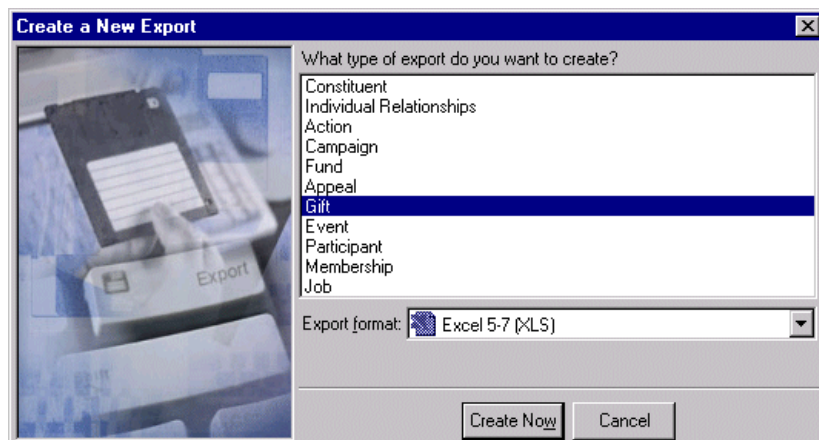 Create a New Export
What type of export do you want to create?
Constituent
Individual Relationships
Action
Campaign
Fund
Appeal
Gift
Event
Participant
Membership
Job
Export
Export format: Excel 5-7 (XLS)
Create Now Cancel